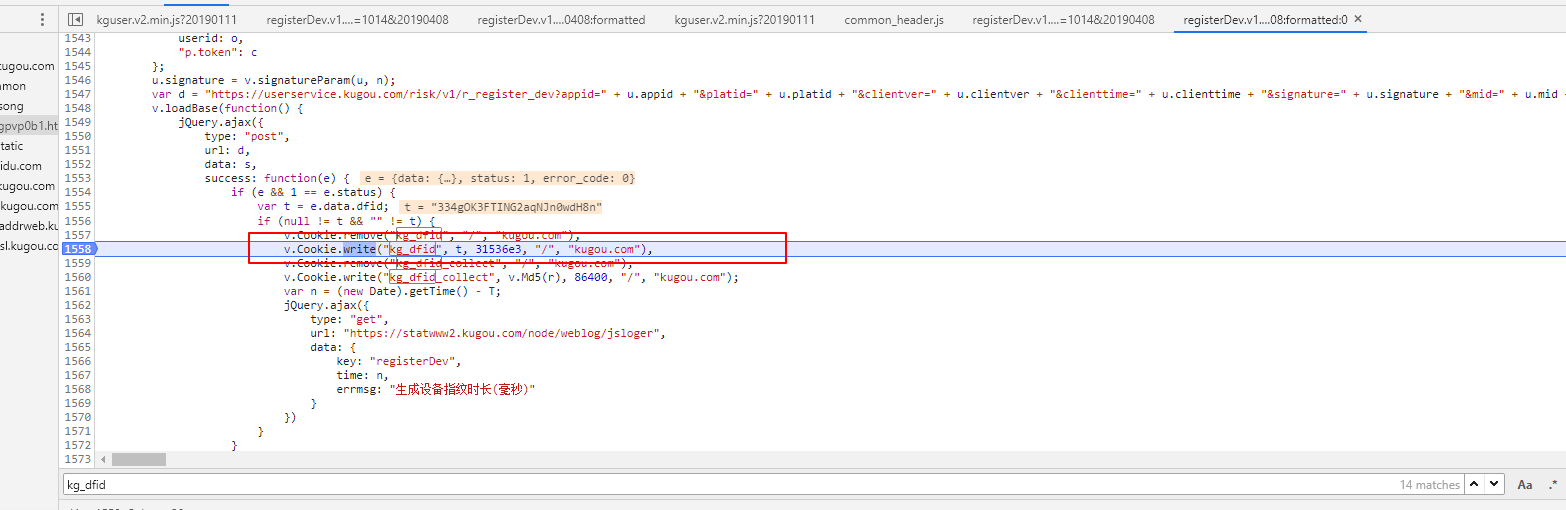 kguser.v2.min.js?20190111 registerDev.v1....=1014&20190408 registerDev.v1....0408:formatted kguser.v2.min.js?20190111 common_header.js registerDev.v1....=1014&20190408 registerDev.v1....08:formatted:0 ×
kugou.com
mmon
song
gpvp0b1.ht
tatic
idu.com
kugou.com
.kugou.com
addrweb.ku
sl.kugou.cc
1543 userid: o,
1544 "p.token": c
1545 };
1546 u.signature = v.signatureParam(u, n);
1547 var d = "https://userservice.kugou.com/risk/v1/r_register_dev?appid=" + u.appid + "&platid=" + u.platid + "&clientver=" + u.clientver + "&clienttime=" + u.clienttime + "&signature=" + u.signature + "&mid=" + u.mid +
1548 v.loadBase(function() {
1549 jQuery.ajax({
1550 type: "post",
1551 url: d,
1552 data: s,
1553 success: function(e) { e = {data: {…}, status: 1, error_code: 0}
1554 if (e && 1 == e.status) {
1555 var t = e.data.dfid; t = "334gOK3FTING2aqNJn0wdH8n"
1556 if (null != t && "" != t) {
1557 v.Cookie.remove("kg_dfid", "/", "kugou.com"),
1558 v.Cookie.write("kg_dfid", t, 31536e3, "/", "kugou.com"),
1559 v.Cookie.remove("kg_dfid_collect", "/", "kugou.com"),
1560 v.Cookie.write("kg_dfid_collect", v.Md5(r), 86400, "/", "kugou.com");
1561 var n = (new Date).getTime() - T;
1562 jQuery.ajax({
1563 type: "get",
1564 url: "https://statwww2.kugou.com/node/weblog/jsloger",
1565 data: {
1566 key: "registerDev",
1567 time: n,
1568 errmsg: "生成设备指纹时长(毫秒)"
1569 }
1570 })
1571 }
1572 }
1573
kg_dfid 14 matches Aa .*